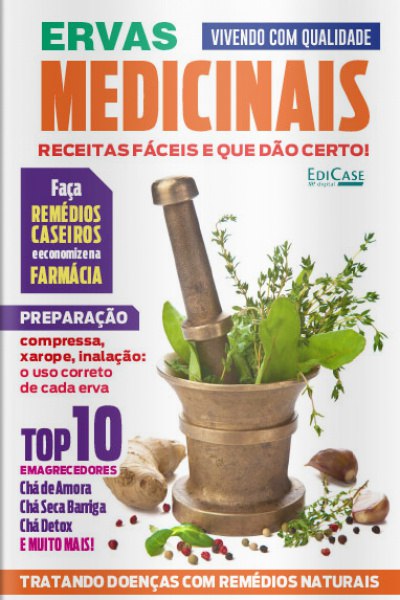 ERVAS
VIVENDO COM QUALIDADE
MEDICINAIS
RECEITAS FÁCEIS E QUE DÃO CERTO!
EDICASE
digital
Faça
REMÉDIOS
CASEIROS
e economize na
FARMÁCIA
PREPARAÇÃO
compressa,
xarope, inalação:
o uso correto
de cada erva
TOP 10
EMAGRECEDORES
Chá de Amora
Chá Seca Barriga
Chá Detox
E MUITO MAIS!
TRATANDO DOENÇAS COM REMÉDIOS NATURAIS